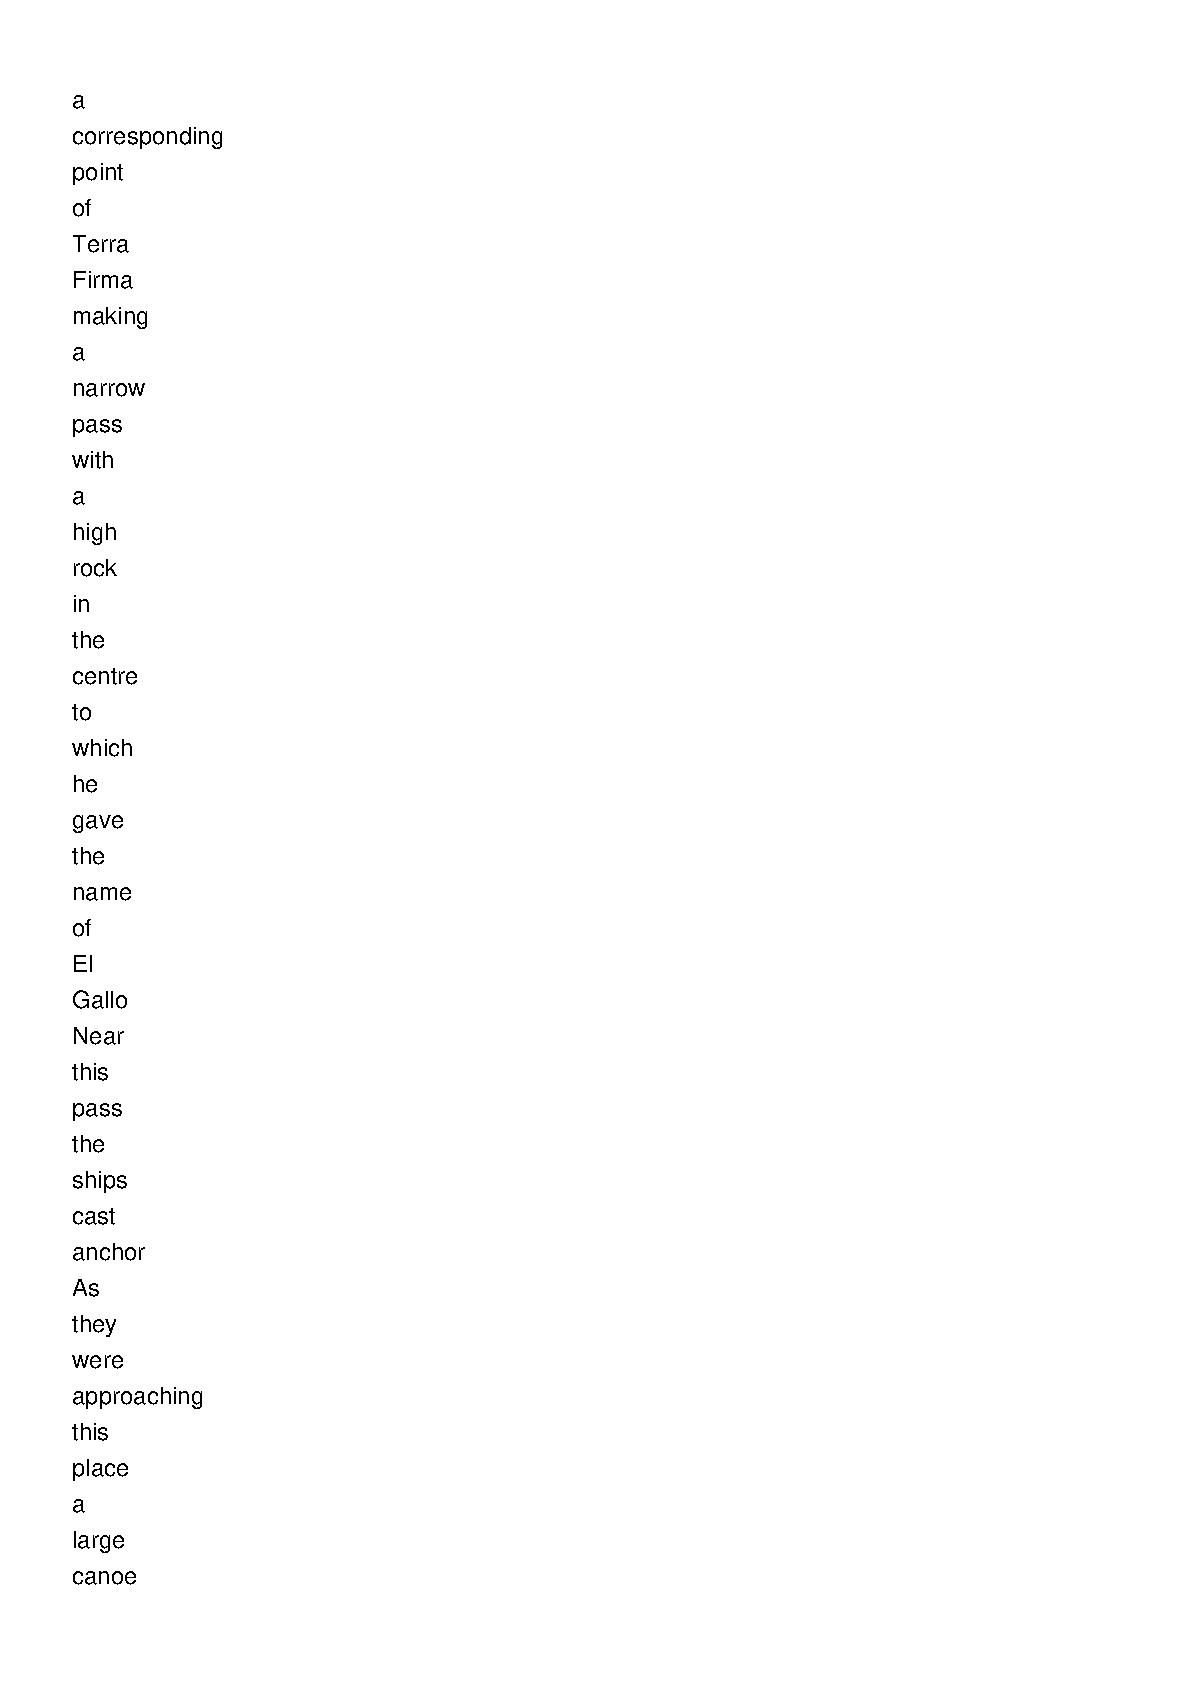 a
corresponding
point
of
Terra
Firma
making
a
narrow
pass
with
a
high
rock
in
the
centre
to
which
he
gave
the
name
of
El
Gallo
Near
this
pass
the
ships
cast
anchor
As
they
were
approaching
this
place
a
large
canoe